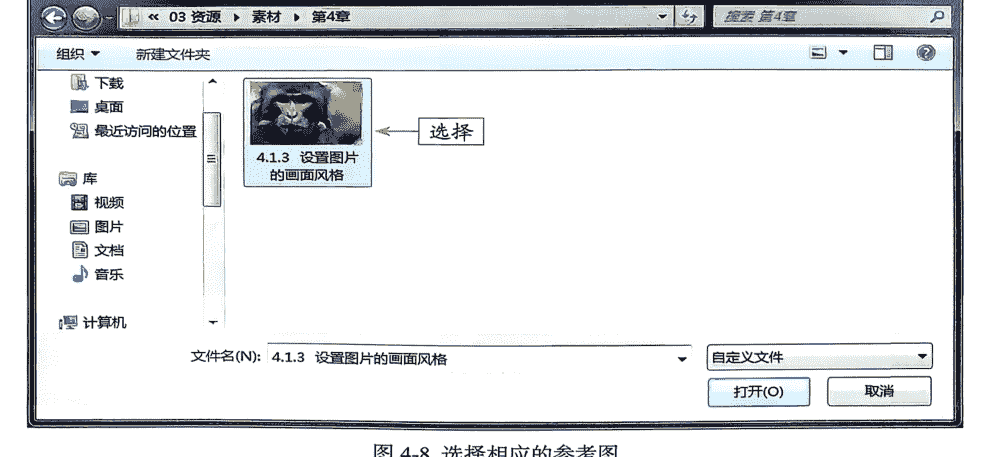 « 03 资源 ▸ 素材 ▸ 第4章
搜索 第4章
组织 新建文件夹
下载
桌面
最近访问的位置
库
视频
图片
文档
音乐
计算机
选择
4.1.3 设置图片
的画面风格
文件名(N): 4.1.3 设置图片的画面风格
自定义文件
打开(O) 取消
图 4-8 选择相应的参考图